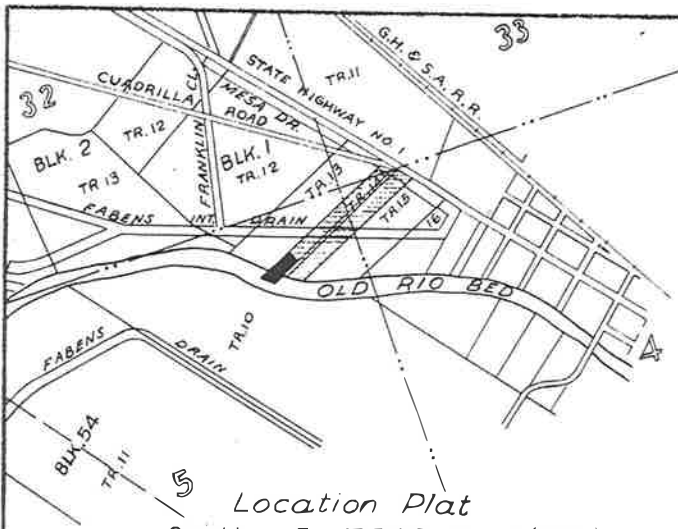 33
G.H. & S.A. R.R.
STATE HIGHWAY NO. 1
TR. 11
32
CUADRILLA
ROAD
MESA DR.
FRANKLIN CL.
TR. 12
BLK. 2
TR 13
BLK. 1
TR. 12
TR. 13
TR. 14
TR. 15
16
FABENS INT. DRAIN
OLD RIO BED
TR. 10
4
FABENS DRAIN
BLK. 54
TR. 11
5
Location Plat